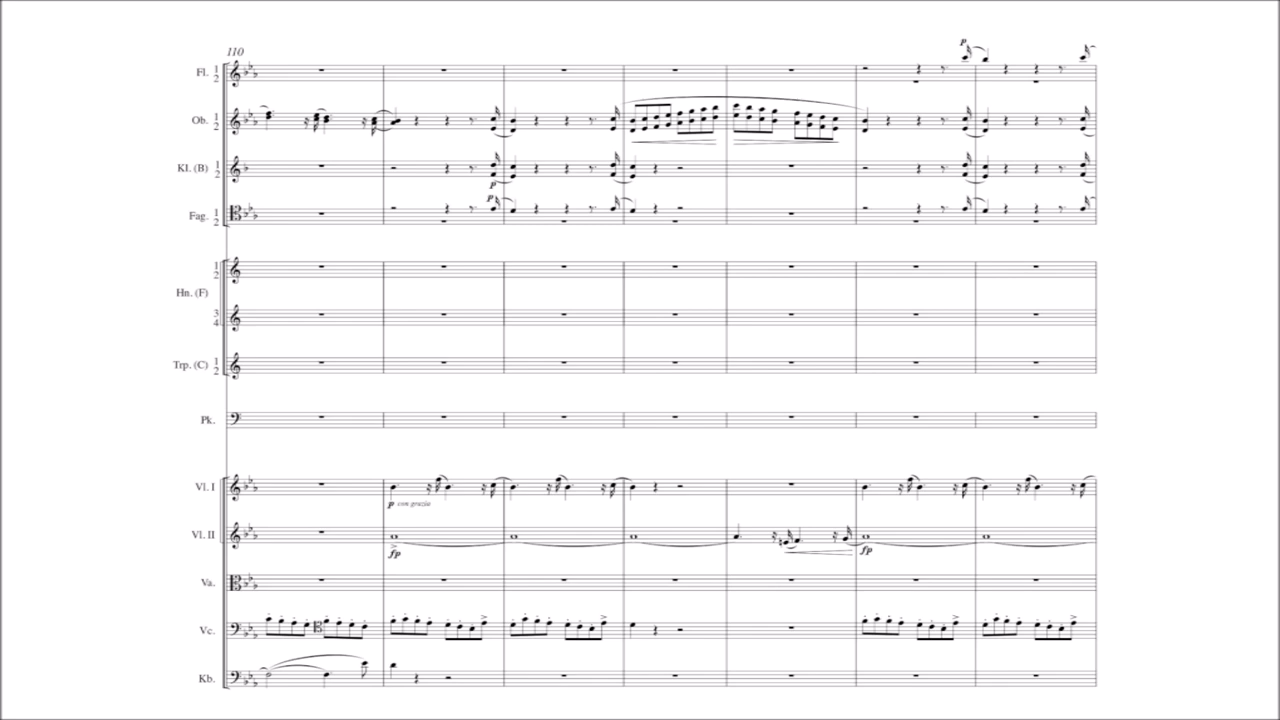 110
p
Fl. 1 2
Ob. 1 2
Kl. (B) 1 2
p
p
Fag. 1 2
1 2
Hn. (F)
3 4
Trp. (C) 1 2
Pk.
Vl. I
p con grazia
Vl. II
fp fp
Va.
Vc.
Kb.